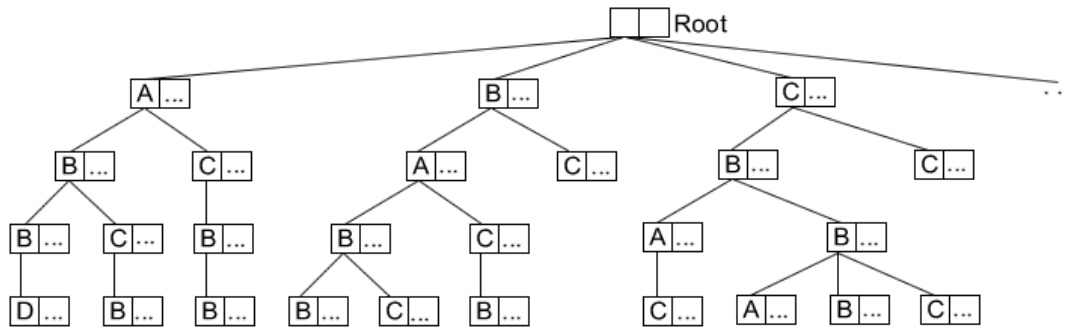 Root
A ... B ... C ... ..
B ... C ... A ... C ... B ... C ...
B ... C ... B ... B ... C ... A ... B ...
D ... B ... B ... B ... C ... B ... C ... A ... B ... C ...